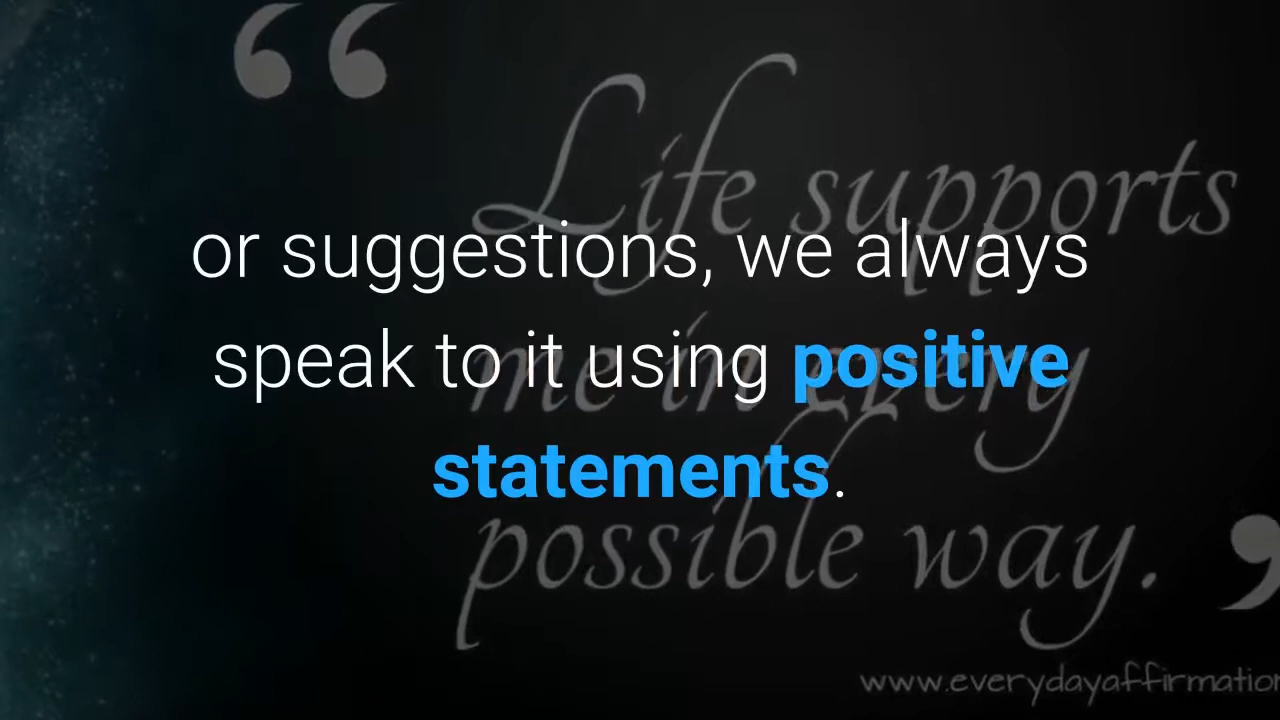 “
Life supports
or suggestions, we always
me in every
speak to it using positive
statements.
possible way.
www.everydayaffirmation